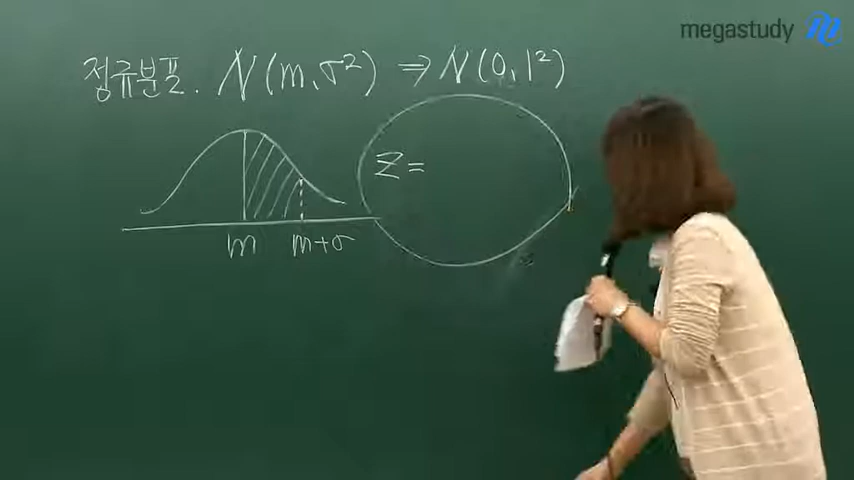 megastudy
정규분포. N(m, σ²) ⇒ N(0, 1²)
Z=
m m+σ